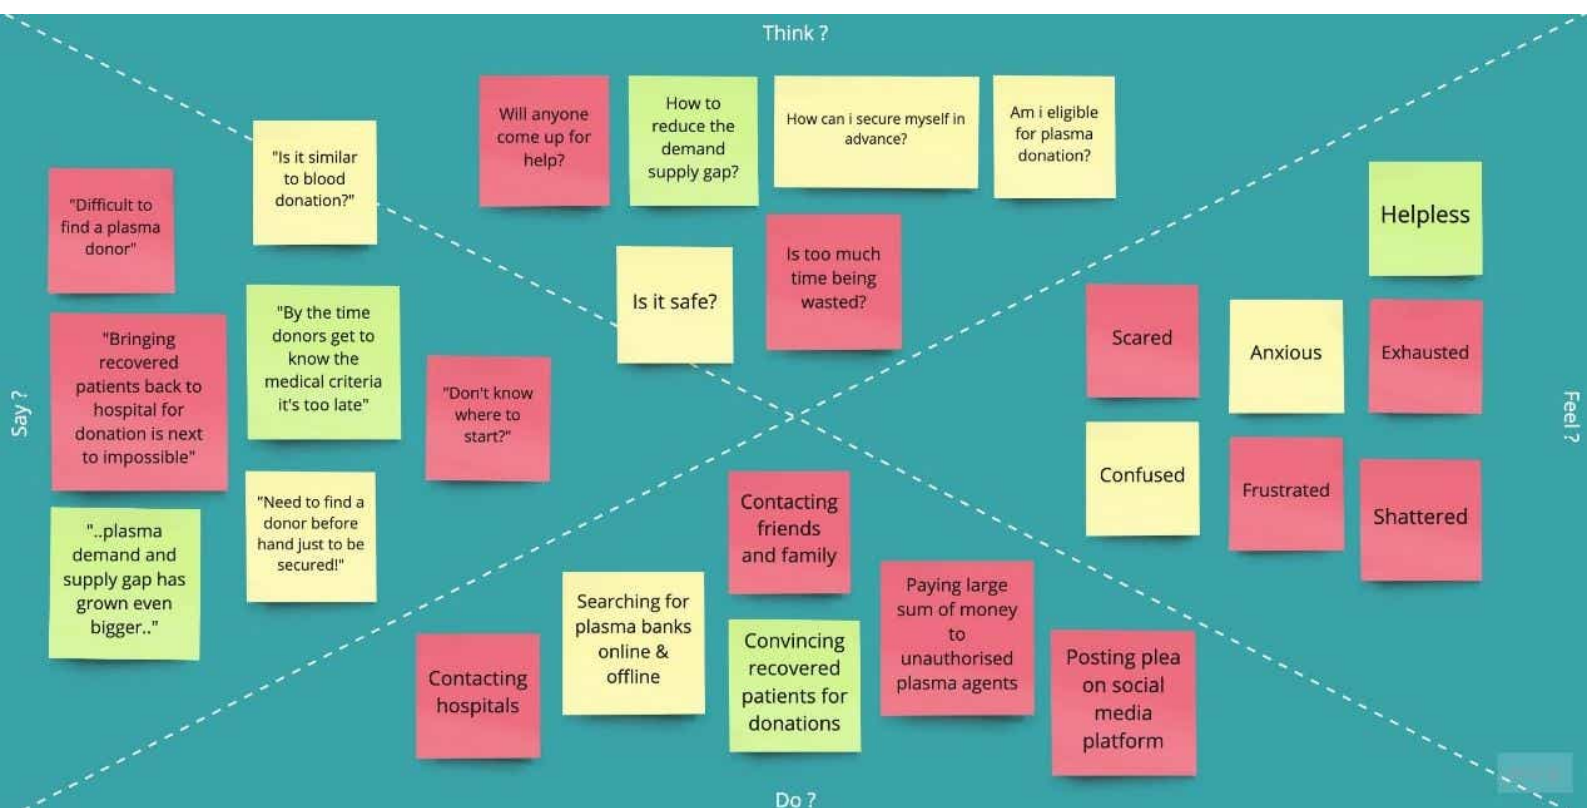 Think ?
Will anyone
come up for
help?
How to
reduce the
demand
supply gap?
How can i secure myself in
advance?
Am i eligible
for plasma
donation?
Is it safe?
Is too much
time being
wasted?
Say ?
"Difficult to
find a plasma
donor"
"Is it similar
to blood
donation?"
"Bringing
recovered
patients back to
hospital for
donation is next
to impossible"
"By the time
donors get to
know the
medical criteria
it's too late"
"Don't know
where to
start?"
"..plasma
demand and
supply gap has
grown even
bigger.."
"Need to find a
donor before
hand just to be
secured!"
Feel ?
Helpless
Scared
Anxious
Exhausted
Confused
Frustrated
Shattered
Contacting
friends
and family
Searching for
plasma banks
online &
offline
Paying large
sum of money
to
unauthorised
plasma agents
Contacting
hospitals
Convincing
recovered
patients for
donations
Posting plea
on social
media
platform
Do ?